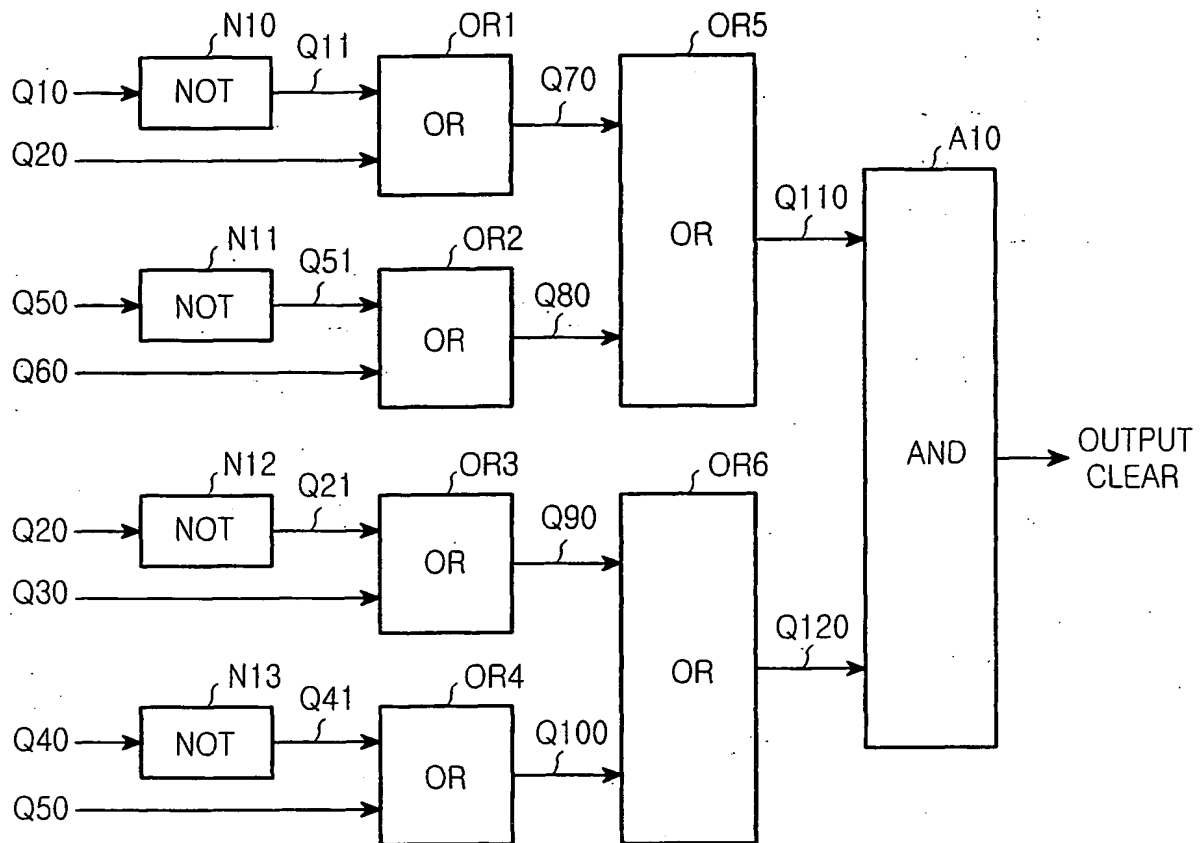 N10
Q11
OR1
OR5
Q10
NOT
Q70
OR
Q20
A10
N11
Q51
OR2
OR
Q110
Q50
NOT
Q80
OR
Q60
AND
OUTPUT
CLEAR
N12
Q21
OR3
OR6
Q20
NOT
Q90
OR
Q30
N13
Q41
OR4
OR
Q120
Q40
NOT
Q100
OR
Q50